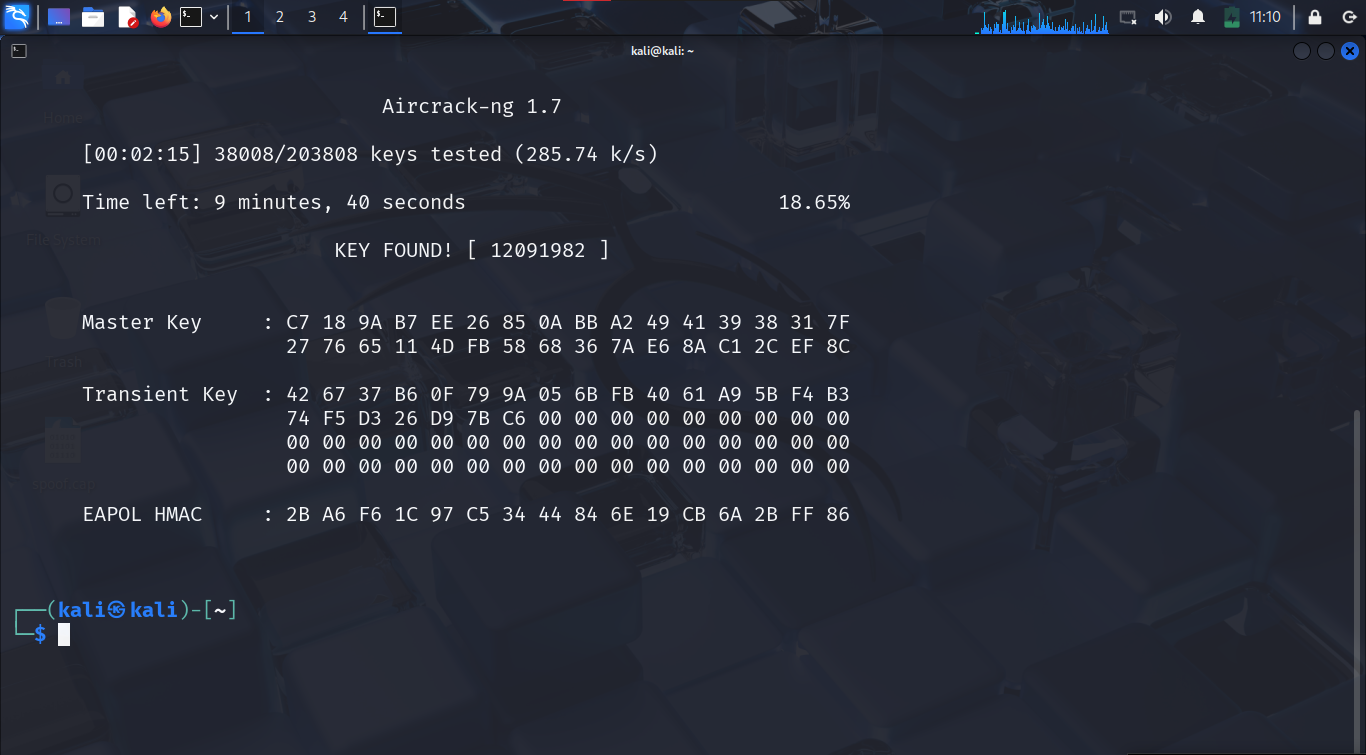 1 2 3 4 11:10
kali@kali: ~
Aircrack-ng 1.7
[00:02:15] 38008/203808 keys tested (285.74 k/s)
Time left: 9 minutes, 40 seconds 18.65%
KEY FOUND! [ 12091982 ]
Master Key : C7 18 9A B7 EE 26 85 0A BB A2 49 41 39 38 31 7F
27 76 65 11 4D FB 58 68 36 7A E6 8A C1 2C EF 8C
Transient Key : 42 67 37 B6 0F 79 9A 05 6B FB 40 61 A9 5B F4 B3
74 F5 D3 26 D9 7B C6 00 00 00 00 00 00 00 00 00
00 00 00 00 00 00 00 00 00 00 00 00 00 00 00 00
00 00 00 00 00 00 00 00 00 00 00 00 00 00 00 00
EAPOL HMAC : 2B A6 F6 1C 97 C5 34 44 84 6E 19 CB 6A 2B FF 86
┌──(kali㉿kali)-[~]
└─$
Home
File System
Trash